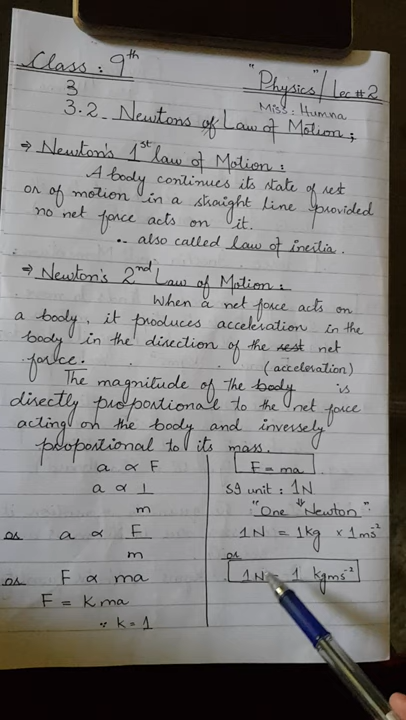 Class : 9th
"Physics" / Lec # 2
3
Miss : Humna
3.2. Newtons of Law of Motion ;
⇒ Newton's 1st law of Motion :
A body continues its state of rest
or of motion in a straight line provided
no net force acts on it.
∴ also called law of inertia.
⇒ Newton's 2nd Law of Motion :
When a net force acts on
a body, it produces acceleration in the
body in the direction of the rest net
force.
(acceleration)
The magnitude of the body is
directly proportional to the net force
acting on the body and inversely
proportional to its mass.
a ∝ F
a ∝ 1
m
or a ∝ F
m
or F ∝ ma
F = K ma
∵ k = 1
F = ma
SI unit : 1N
⇓
"One Newton"
1N = 1kg × 1ms⁻²
or
1N = 1 kgms⁻²